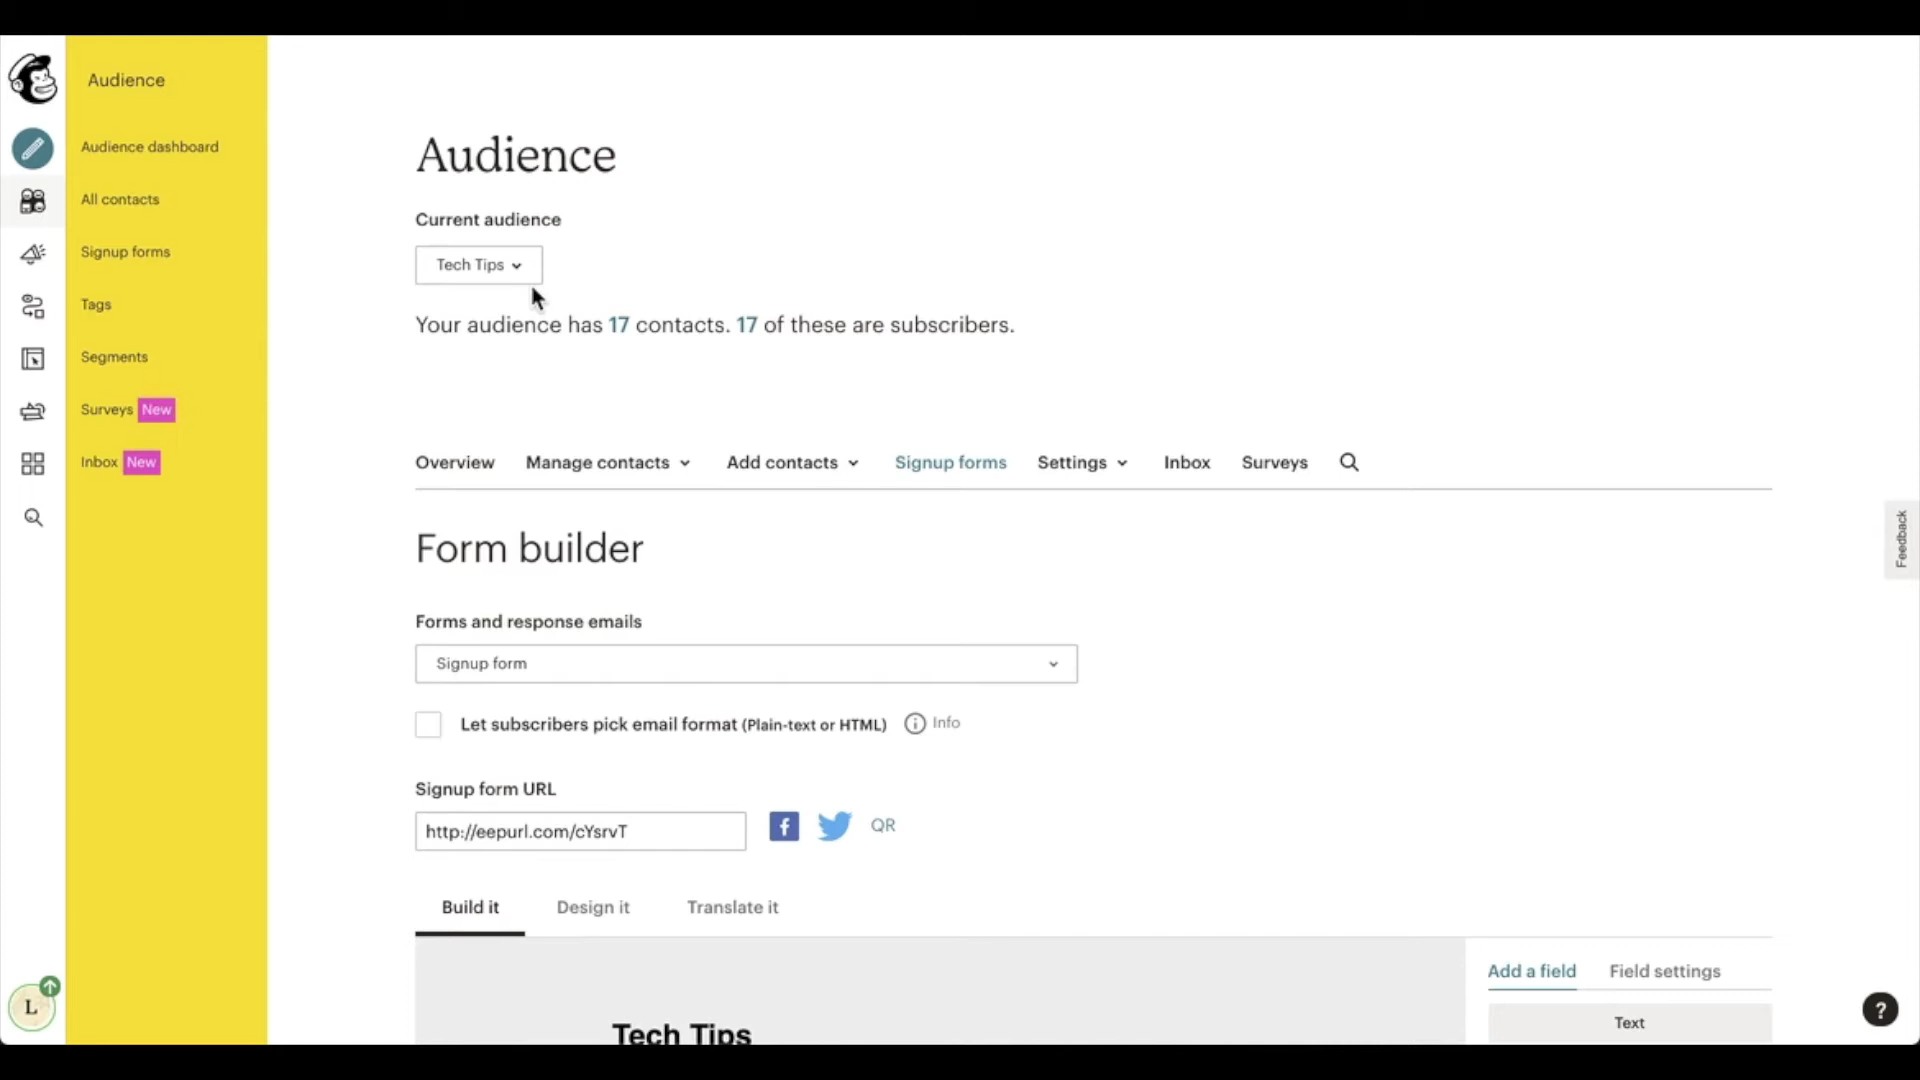 Audience
Audience dashboard
All contacts
Signup forms
Tags
Segments
Surveys New
Inbox New
L
Audience
Current audience
Tech Tips
Your audience has 17 contacts. 17 of these are subscribers.
Overview Manage contacts Add contacts Signup forms Settings Inbox Surveys
Form builder
Forms and response emails
Signup form
Let subscribers pick email format (Plain-text or HTML) Info
Signup form URL
http://eepurl.com/cYsrvT QR
Build it Design it Translate it
Tech Tips
Add a field Field settings
Text
Feedback
?